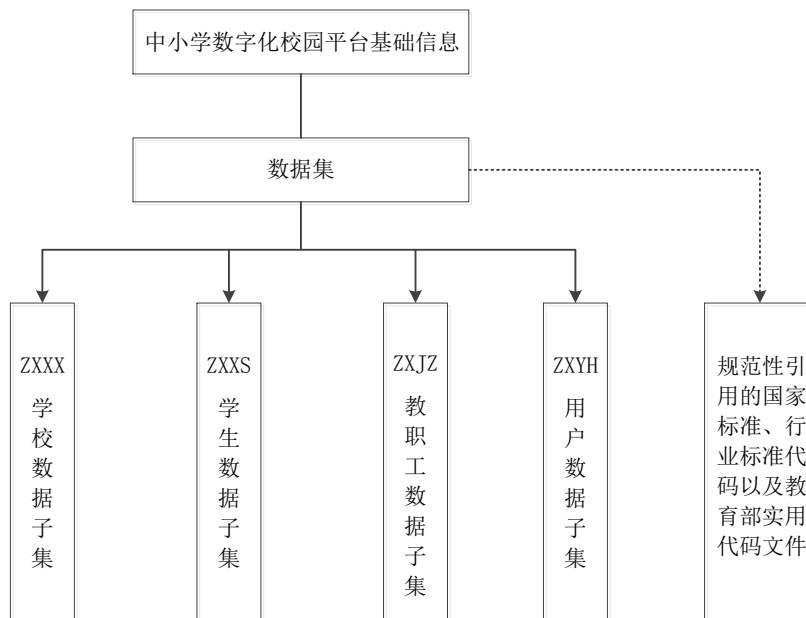 中小学数字化校园平台基础信息
数据集
ZXXX
学
校
数
据
子
集
ZXXS
学
生
数
据
子
集
ZXJZ
教
职
工
数
据
子
集
ZXYH
用
户
数
据
子
集
规范性引
用的国家
标准、行
业标准代
码以及教
育部实用
代码文件